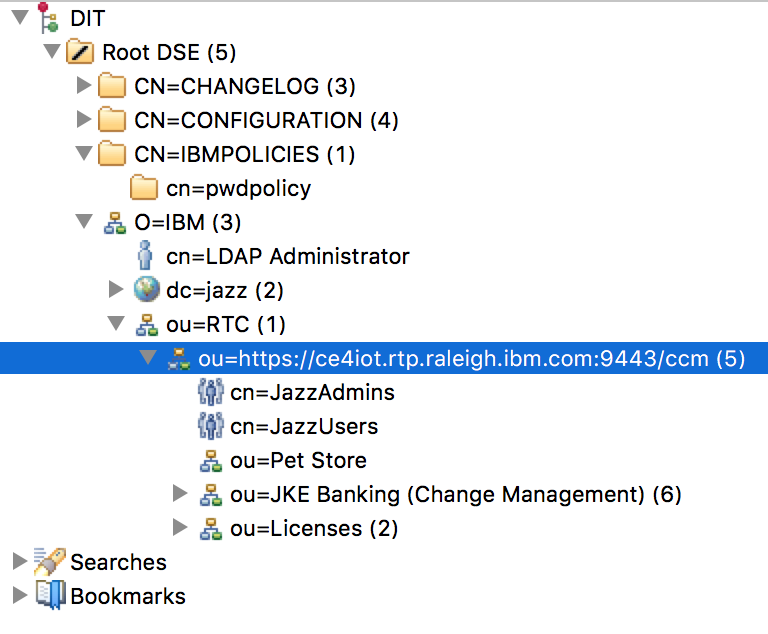 DIT
Root DSE (5)
CN=CHANGELOG (3)
CN=CONFIGURATION (4)
CN=IBMPOLICIES (1)
cn=pwdpolicy
O=IBM (3)
cn=LDAP Administrator
dc=jazz (2)
ou=RTC (1)
ou=https://ce4iot.rtp.raleigh.ibm.com:9443/ccm (5)
cn=JazzAdmins
cn=JazzUsers
ou=Pet Store
ou=JKE Banking (Change Management) (6)
ou=Licenses (2)
Searches
Bookmarks